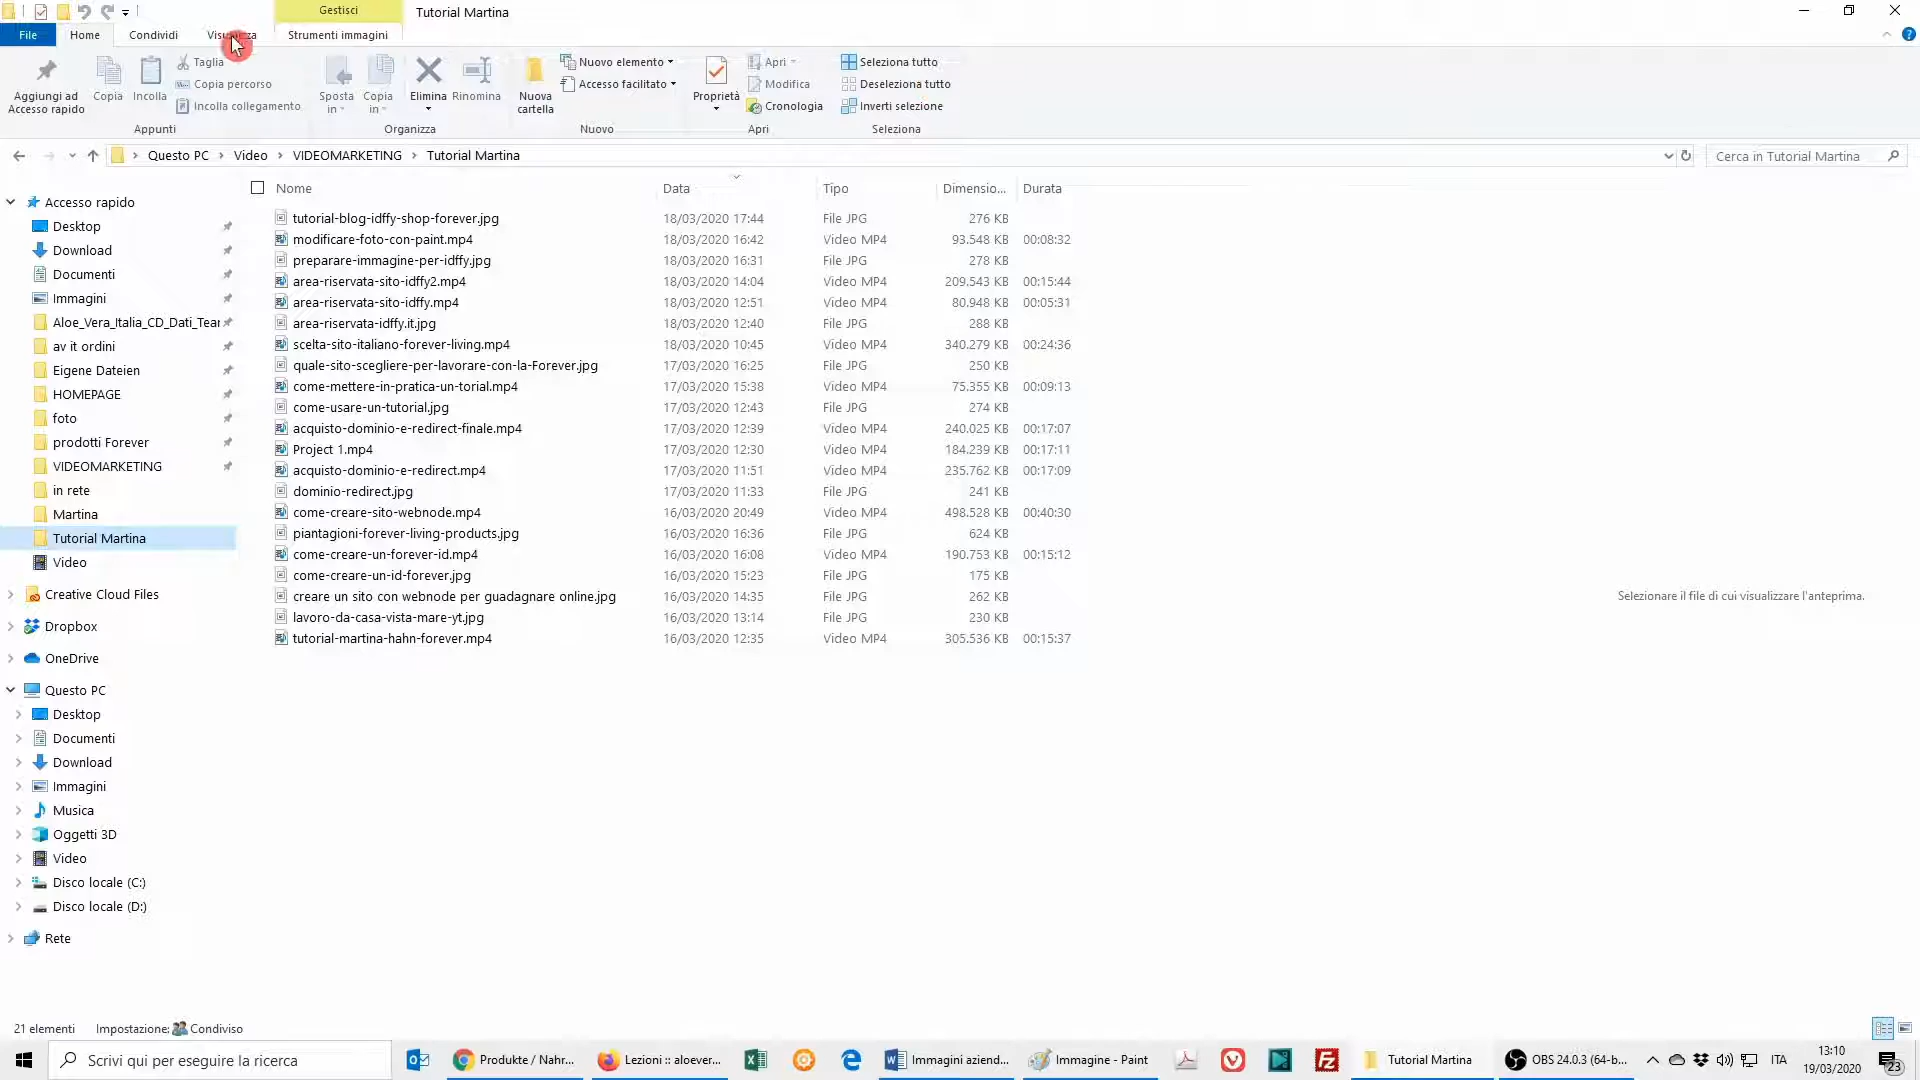 Gestisci
Tutorial Martina
File
Home
Condividi
Visualizza
Strumenti immagini
Aggiungi ad
Accesso rapido
Copia
Incolla
Taglia
Copia percorso
Incolla collegamento
Appunti
Sposta
in
Copia
in
Elimina
Rinomina
Organizza
Nuova
cartella
Nuovo elemento
Accesso facilitato
Nuovo
Proprietà
Apri
Modifica
Cronologia
Apri
Seleziona tutto
Deseleziona tutto
Inverti selezione
Seleziona
Questo PC > Video > VIDEOMARKETING > Tutorial Martina
Cerca in Tutorial Martina
Accesso rapido
Desktop
Download
Documenti
Immagini
Aloe_Vera_Italia_CD_Dati_Tear
av it ordini
Eigene Dateien
HOMEPAGE
foto
prodotti Forever
VIDEOMARKETING
in rete
Martina
Tutorial Martina
Video
Creative Cloud Files
Dropbox
OneDrive
Questo PC
Desktop
Documenti
Download
Immagini
Musica
Oggetti 3D
Video
Disco locale (C:)
Disco locale (D:)
Rete
Nome Data Tipo Dimensio... Durata
tutorial-blog-idffy-shop-forever.jpg 18/03/2020 17:44 File JPG 276 KB
modificare-foto-con-paint.mp4 18/03/2020 16:42 Video MP4 93.548 KB 00:08:32
preparare-immagine-per-idffy.jpg 18/03/2020 16:31 File JPG 278 KB
area-riservata-sito-idffy2.mp4 18/03/2020 14:04 Video MP4 209.543 KB 00:15:44
area-riservata-sito-idffy.mp4 18/03/2020 12:51 Video MP4 80.948 KB 00:05:31
area-riservata-idffy.it.jpg 18/03/2020 12:40 File JPG 288 KB
scelta-sito-italiano-forever-living.mp4 18/03/2020 10:45 Video MP4 340.279 KB 00:24:36
quale-sito-scegliere-per-lavorare-con-la-Forever.jpg 17/03/2020 16:25 File JPG 250 KB
come-mettere-in-pratica-un-torial.mp4 17/03/2020 15:38 Video MP4 75.355 KB 00:09:13
come-usare-un-tutorial.jpg 17/03/2020 12:43 File JPG 274 KB
acquisto-dominio-e-redirect-finale.mp4 17/03/2020 12:39 Video MP4 240.025 KB 00:17:07
Project 1.mp4 17/03/2020 12:30 Video MP4 184.239 KB 00:17:11
acquisto-dominio-e-redirect.mp4 17/03/2020 11:51 Video MP4 235.762 KB 00:17:09
dominio-redirect.jpg 17/03/2020 11:33 File JPG 241 KB
come-creare-sito-webnode.mp4 16/03/2020 20:49 Video MP4 498.528 KB 00:40:30
piantagioni-forever-living-products.jpg 16/03/2020 16:36 File JPG 624 KB
come-creare-un-forever-id.mp4 16/03/2020 16:08 Video MP4 190.753 KB 00:15:12
come-creare-un-id-forever.jpg 16/03/2020 15:23 File JPG 175 KB
creare un sito con webnode per guadagnare online.jpg 16/03/2020 14:35 File JPG 262 KB
lavoro-da-casa-vista-mare-yt.jpg 16/03/2020 13:14 File JPG 230 KB
tutorial-martina-hahn-forever.mp4 16/03/2020 12:35 Video MP4 305.536 KB 00:15:37
Selezionare il file di cui visualizzare l'anteprima.
21 elementi
Impostazione: Condiviso
Scrivi qui per eseguire la ricerca
Produkte / Nahr...
Lezioni :: aloever...
Immagini aziend...
Immagine - Paint
Tutorial Martina
OBS 24.0.3 (64-b...
ITA
13:10
19/03/2020
23